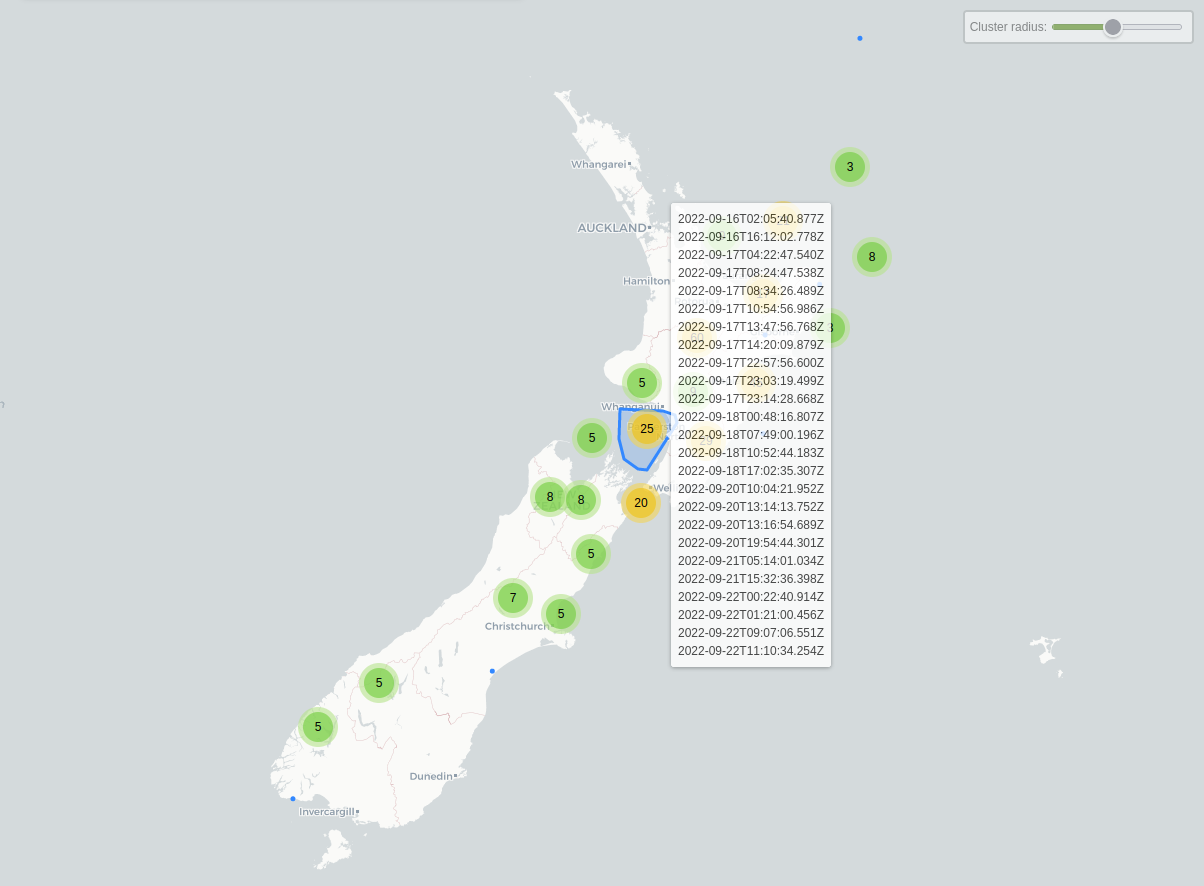 Cluster radius:
Whangarei
3
AUCKLAND
8
Hamilton
3
5
Whanganui
25
5
8
8
20
5
7
5
Christchurch
5
5
Dunedin
Invercargill
2022-09-16T02:05:40.877Z
2022-09-16T16:12:02.778Z
2022-09-17T04:22:47.540Z
2022-09-17T08:24:47.538Z
2022-09-17T08:34:26.489Z
2022-09-17T10:54:56.986Z
2022-09-17T13:47:56.768Z
2022-09-17T14:20:09.879Z
2022-09-17T22:57:56.600Z
2022-09-17T23:03:19.499Z
2022-09-17T23:14:28.668Z
2022-09-18T00:48:16.807Z
2022-09-18T07:49:00.196Z
2022-09-18T10:52:44.183Z
2022-09-18T17:02:35.307Z
2022-09-20T10:04:21.952Z
2022-09-20T13:14:13.752Z
2022-09-20T13:16:54.689Z
2022-09-20T19:54:44.301Z
2022-09-21T05:14:01.034Z
2022-09-21T15:32:36.398Z
2022-09-22T00:22:40.914Z
2022-09-22T01:21:00.456Z
2022-09-22T09:07:06.551Z
2022-09-22T11:10:34.254Z